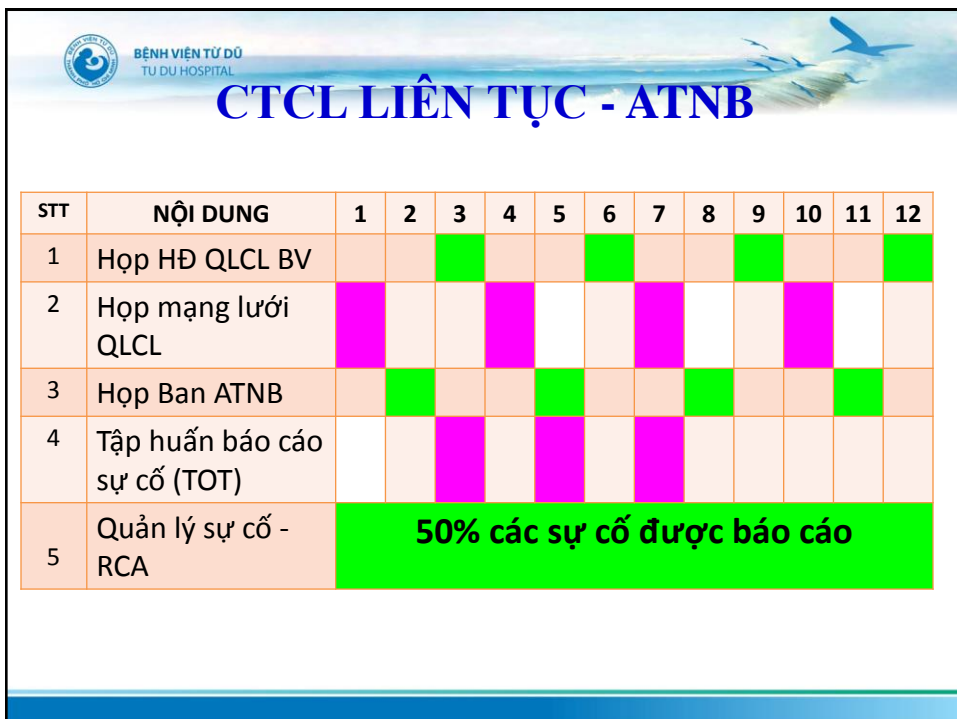 BỆNH VIỆN TỪ DŨ
TU DU HOSPITAL
CTCL LIÊN TỤC - ATNB
STT NỘI DUNG 1 2 3 4 5 6 7 8 9 10 11 12
1 Họp HĐ QLCL BV
2 Họp mạng lưới
QLCL
3 Họp Ban ATNB
4 Tập huấn báo cáo
sự cố (TOT)
Quản lý sự cố - 50% các sự cố được báo cáo
5 RCA